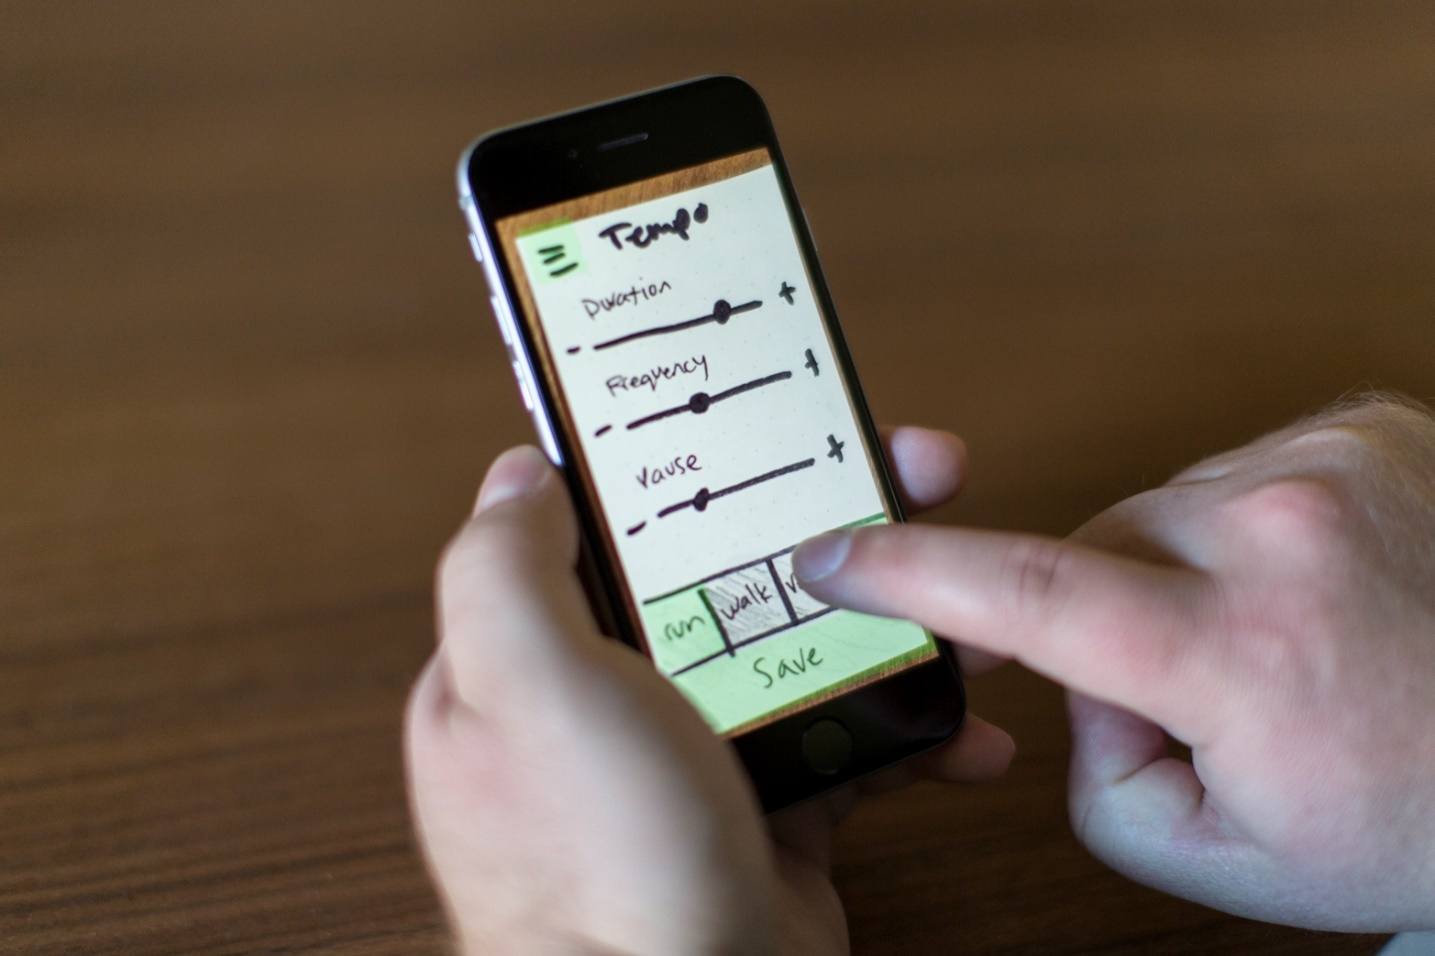 Tempo
Duration
- +
Frequency
- +
Pause
- +
run walk
Save